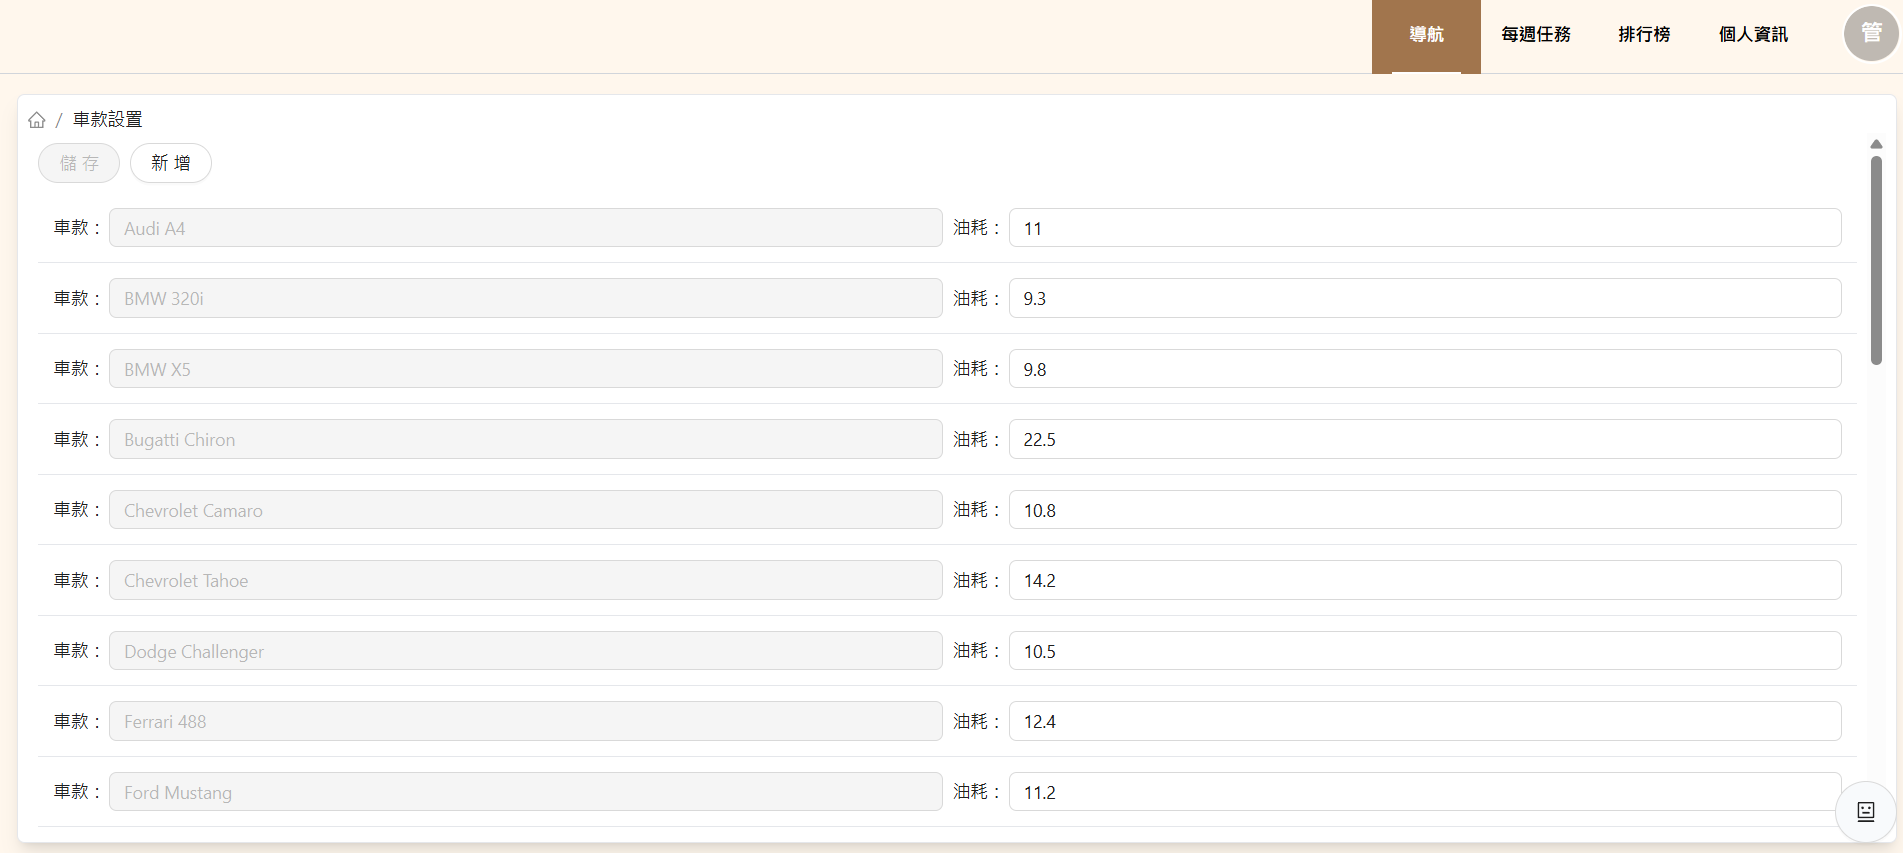 導航 每週任務 排行榜 個人資訊 管
/ 車款設置
儲存 新增
車款： Audi A4 油耗： 11
車款： BMW 320i 油耗： 9.3
車款： BMW X5 油耗： 9.8
車款： Bugatti Chiron 油耗： 22.5
車款： Chevrolet Camaro 油耗： 10.8
車款： Chevrolet Tahoe 油耗： 14.2
車款： Dodge Challenger 油耗： 10.5
車款： Ferrari 488 油耗： 12.4
車款： Ford Mustang 油耗： 11.2